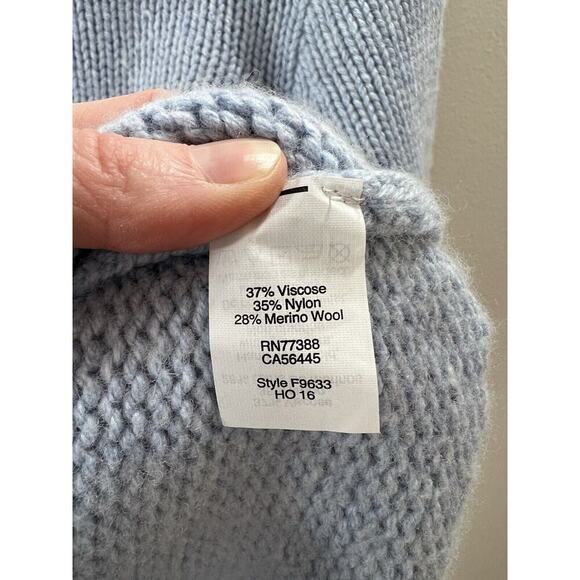 37% Viscose
35% Nylon
28% Merino Wool
RN77388
CA56445
Style F9633
HO 16